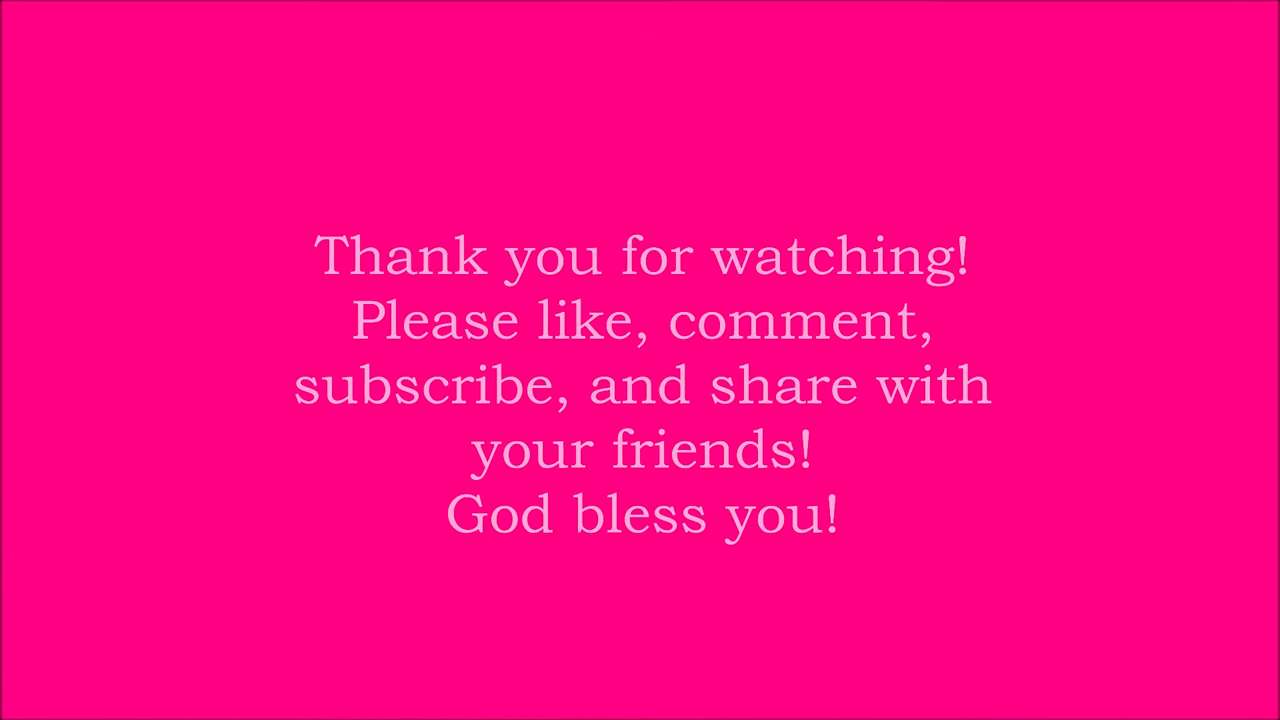 Thank you for watching!
Please like, comment,
subscribe, and share with
your friends!
God bless you!